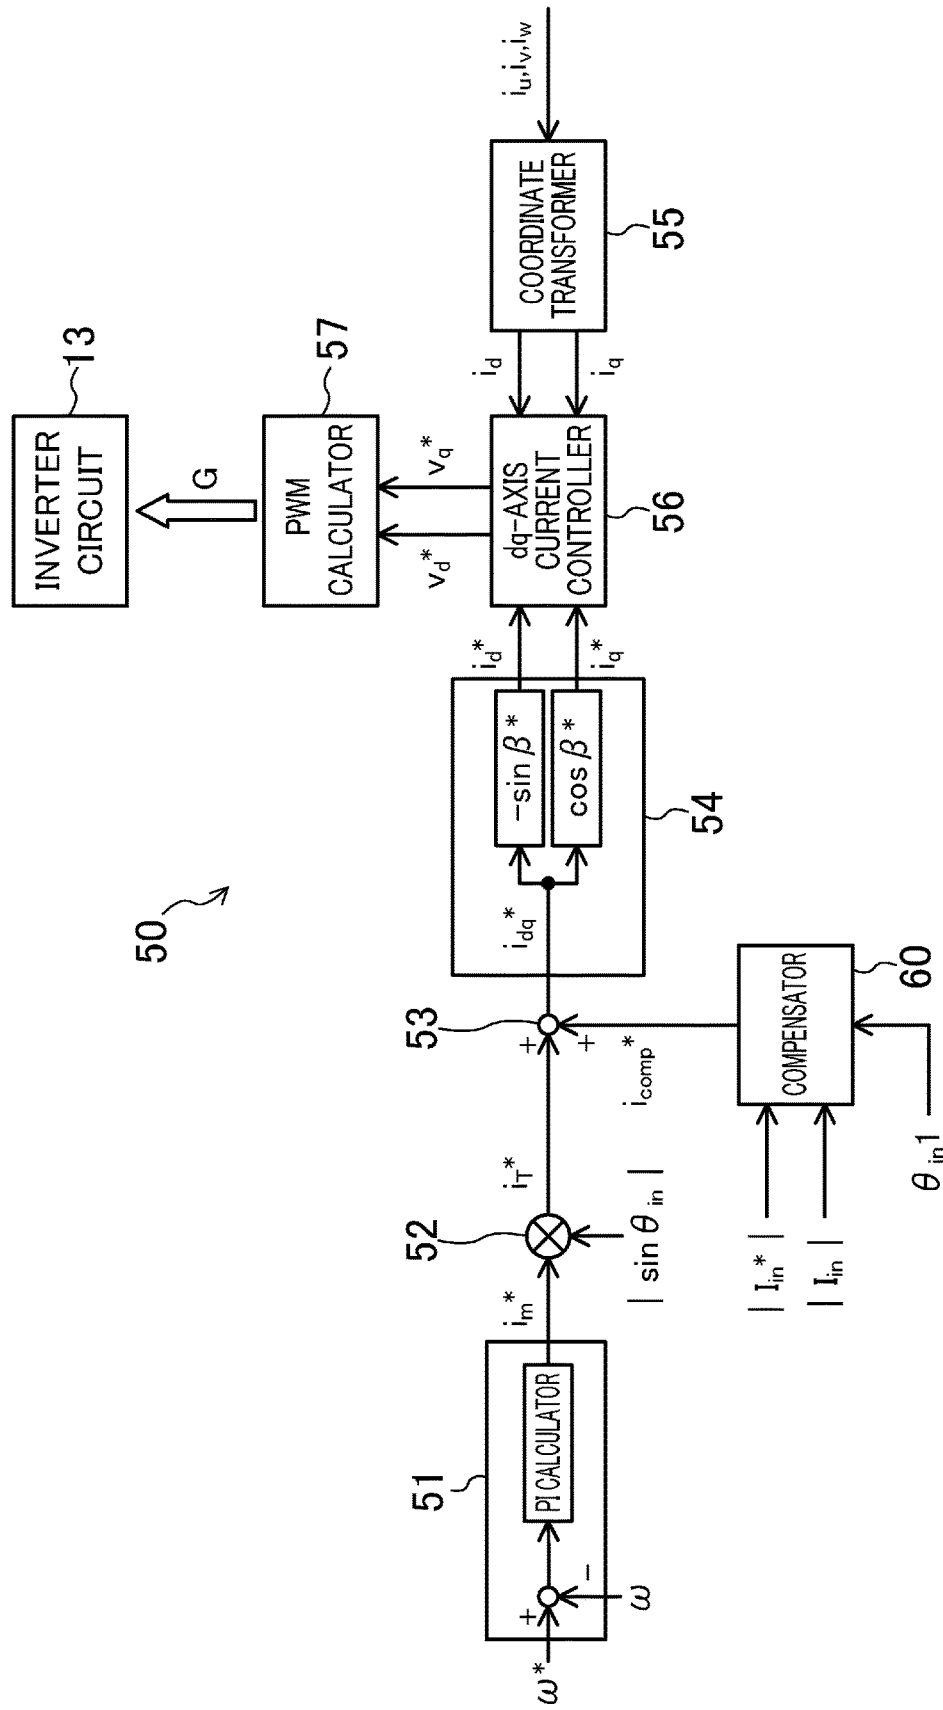 50
INVERTER
CIRCUIT
13
G
PWM
CALCULATOR
57
v_d*
v_q*
ω*
+
−
ω
PI CALCULATOR
51
i_m*
52
| sin θ_in |
i_T*
53
+
+
i_comp*
i_dq*
−sin β*
cos β*
54
i_d*
i_q*
dq-AXIS
CURRENT
CONTROLLER
56
i_d
i_q
COORDINATE
TRANSFORMER
55
i_u,i_v,i_w
| I_in* |
| I_in |
COMPENSATOR
60
θ_in1